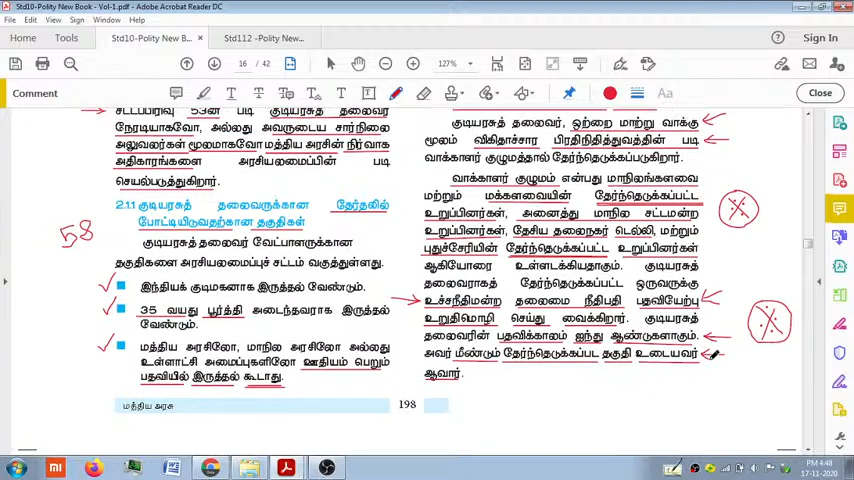 Std10-Polity New Book - Vol-1.pdf - Adobe Acrobat Reader DC
File Edit View Sign Window Help
Home Tools Std10-Polity New B... × Std112 -Polity New... Sign In
16 / 42 127%
Comment Close
சட்டப்பிரிவு 53ன் படி குடியரசுத் தலைவர்
நேரடியாகவோ, அல்லது அவருடைய சார்நிலை
அலுவலர்கள் மூலமாகவோ மத்திய அரசின் நிர்வாக
அதிகாரங்களை அரசியலமைப்பின் படி
செயல்படுத்துகிறார்.
2.1.1 குடியரசுத் தலைவருக்கான தேர்தலில்
போட்டியிடுவதற்கான தகுதிகள்
58
குடியரசுத் தலைவர் வேட்பாளருக்கான
தகுதிகளை அரசியலமைப்புச் சட்டம் வகுத்துள்ளது.
இந்தியக் குடிமகனாக இருத்தல் வேண்டும்.
35 வயது பூர்த்தி அடைந்தவராக இருத்தல்
வேண்டும்.
மத்திய அரசிலோ, மாநில அரசிலோ அல்லது
உள்ளாட்சி அமைப்புகளிலோ ஊதியம் பெறும்
பதவியில் இருத்தல் கூடாது.
குடியரசுத் தலைவர், ஒற்றை மாற்று வாக்கு
மூலம் விகிதாச்சார பிரதிநிதித்துவத்தின் படி
வாக்காளர் குழுமத்தால் தேர்ந்தெடுக்கப்படுகிறார்.
வாக்காளர் குழுமம் என்பது மாநிலங்களவை
மற்றும் மக்களவையின் தேர்ந்தெடுக்கப்பட்ட
உறுப்பினர்கள், அனைத்து மாநில சட்டமன்ற
உறுப்பினர்கள், தேசிய தலைநகர் டெல்லி, மற்றும்
புதுச்சேரியின் தேர்ந்தெடுக்கப்பட்ட உறுப்பினர்கள்
ஆகியோரை உள்ளடக்கியதாகும். குடியரசுத்
தலைவராகத் தேர்ந்தெடுக்கப்பட்ட ஒருவருக்கு
உச்சநீதிமன்ற தலைமை நீதிபதி பதவியேற்பு
உறுதிமொழி செய்து வைக்கிறார். குடியரசுத்
தலைவரின் பதவிக்காலம் ஐந்து ஆண்டுகளாகும்.
அவர் மீண்டும் தேர்ந்தெடுக்கப்பட தகுதி உடையவர்
ஆவார்.
மத்திய அரசு 198
PM 4:48
17-11-2020